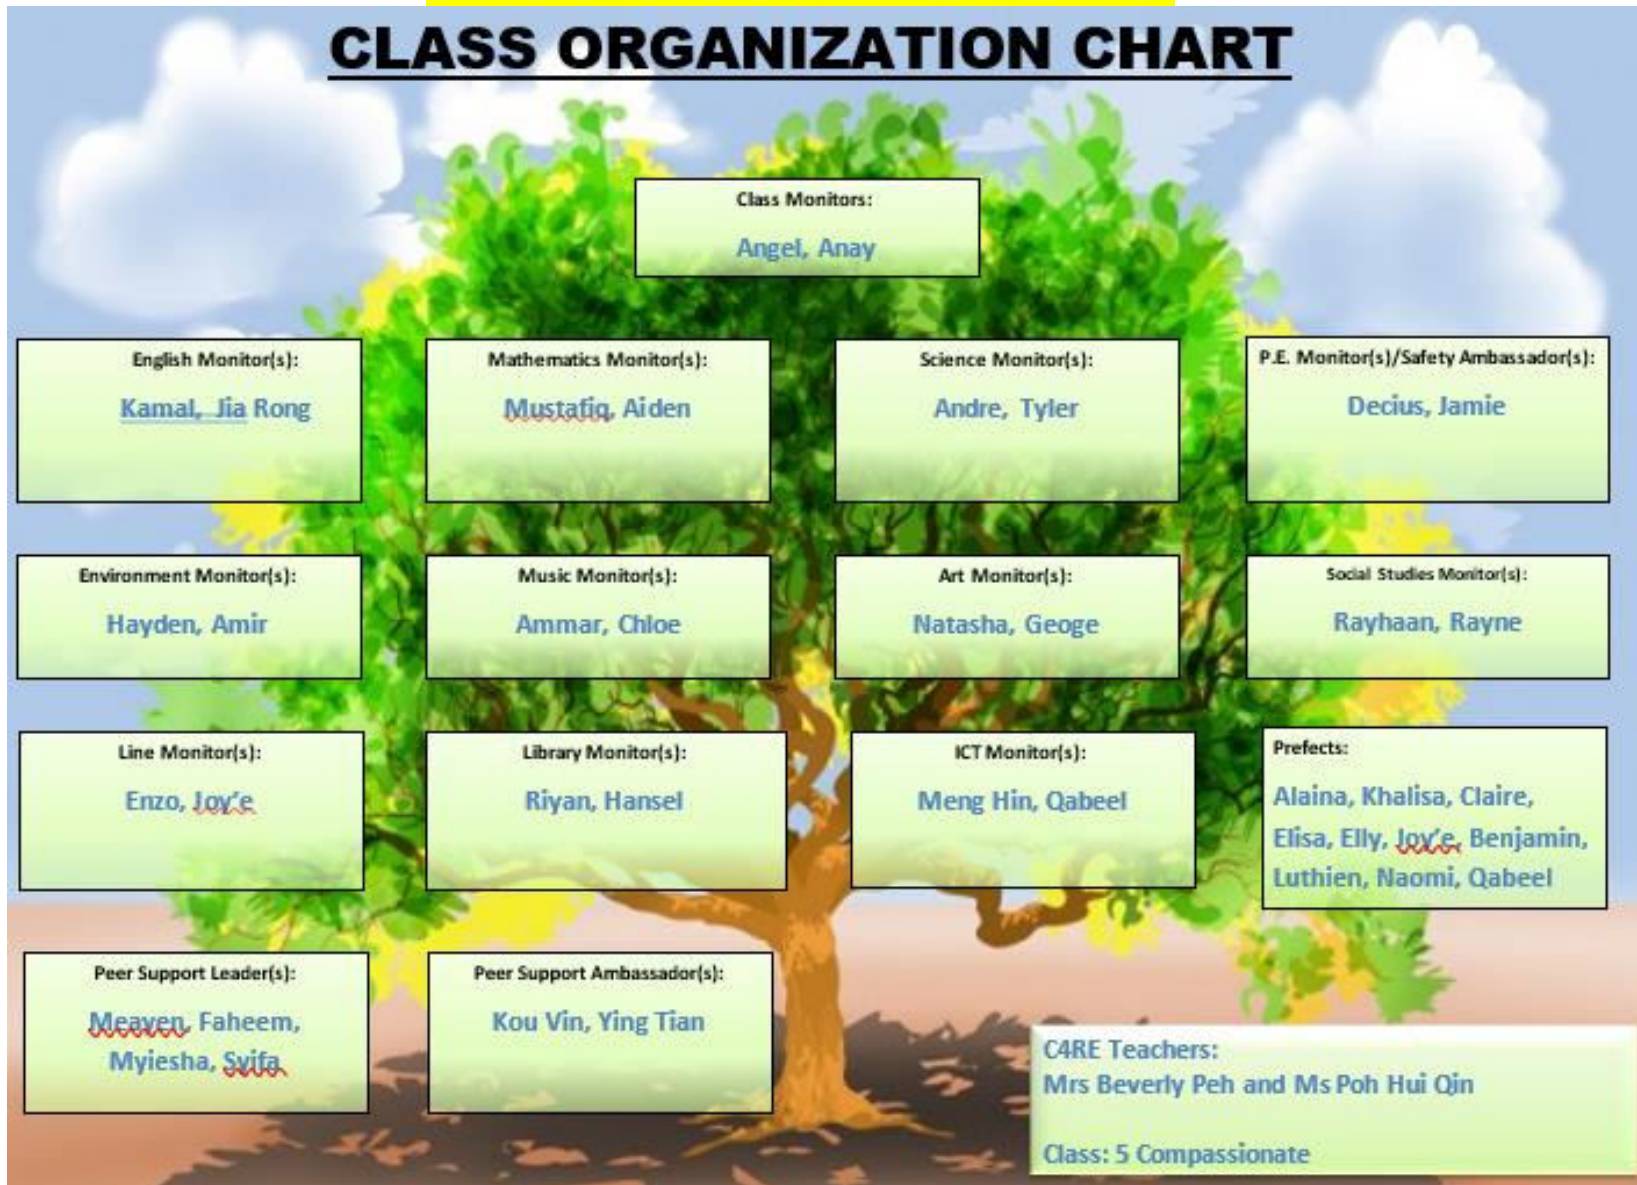 CLASS ORGANIZATION CHART
Class Monitors:
Angel, Anay
English Monitor(s):
Kamal, Jia Rong
Mathematics Monitor(s):
Mustafiq, Aiden
Science Monitor(s):
Andre, Tyler
P.E. Monitor(s)/Safety Ambassador(s):
Decius, Jamie
Environment Monitor(s):
Hayden, Amir
Music Monitor(s):
Ammar, Chloe
Art Monitor(s):
Natasha, Geoge
Social Studies Monitor(s):
Rayhaan, Rayne
Line Monitor(s):
Enzo, Joy’e
Library Monitor(s):
Riyan, Hansel
ICT Monitor(s):
Meng Hin, Qabeel
Prefects:
Alaina, Khalisa, Claire,
Elisa, Elly, Joy’e, Benjamin,
Luthien, Naomi, Qabeel
Peer Support Leader(s):
Meaven, Faheem,
Myiesha, Syifa
Peer Support Ambassador(s):
Kou Vin, Ying Tian
C4RE Teachers:
Mrs Beverly Peh and Ms Poh Hui Qin
Class: 5 Compassionate